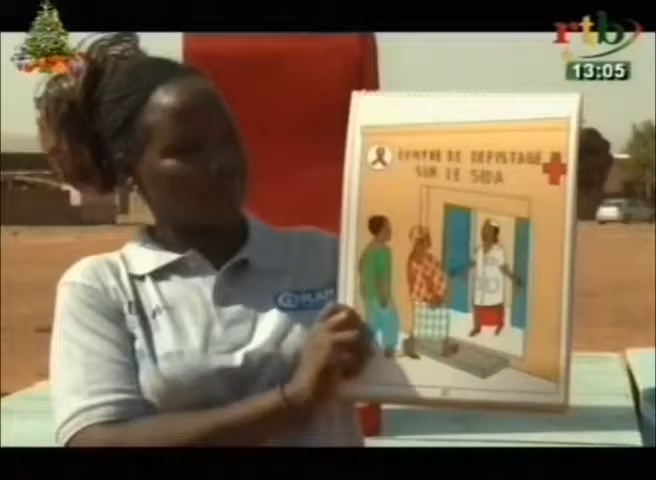 rtb
13:05
CENTRE DE DEPISTAGE
SUR LE SIDA
PLAN